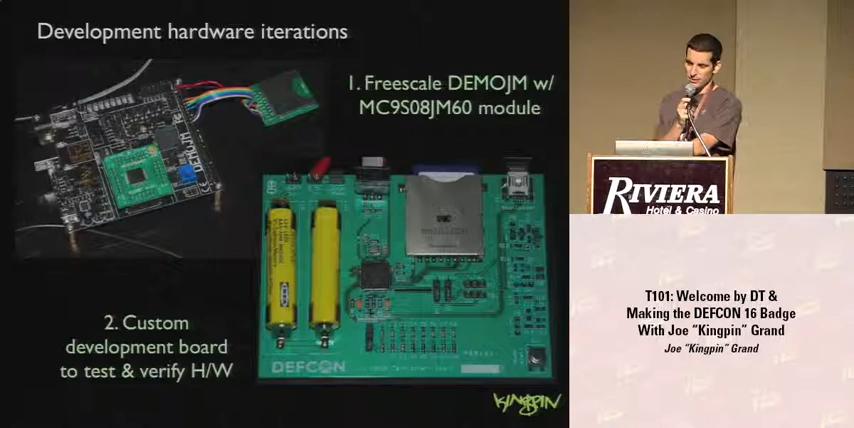 Development hardware iterations
1. Freescale DEMOJM w/
MC9S08JM60 module
DEMOJM
2. Custom
development board
to test & verify H/W
DEFCON
KINGPIN
RIVIERA
Hotel & Casino
T101: Welcome by DT &
Making the DEFCON 16 Badge
With Joe “Kingpin” Grand
Joe “Kingpin” Grand